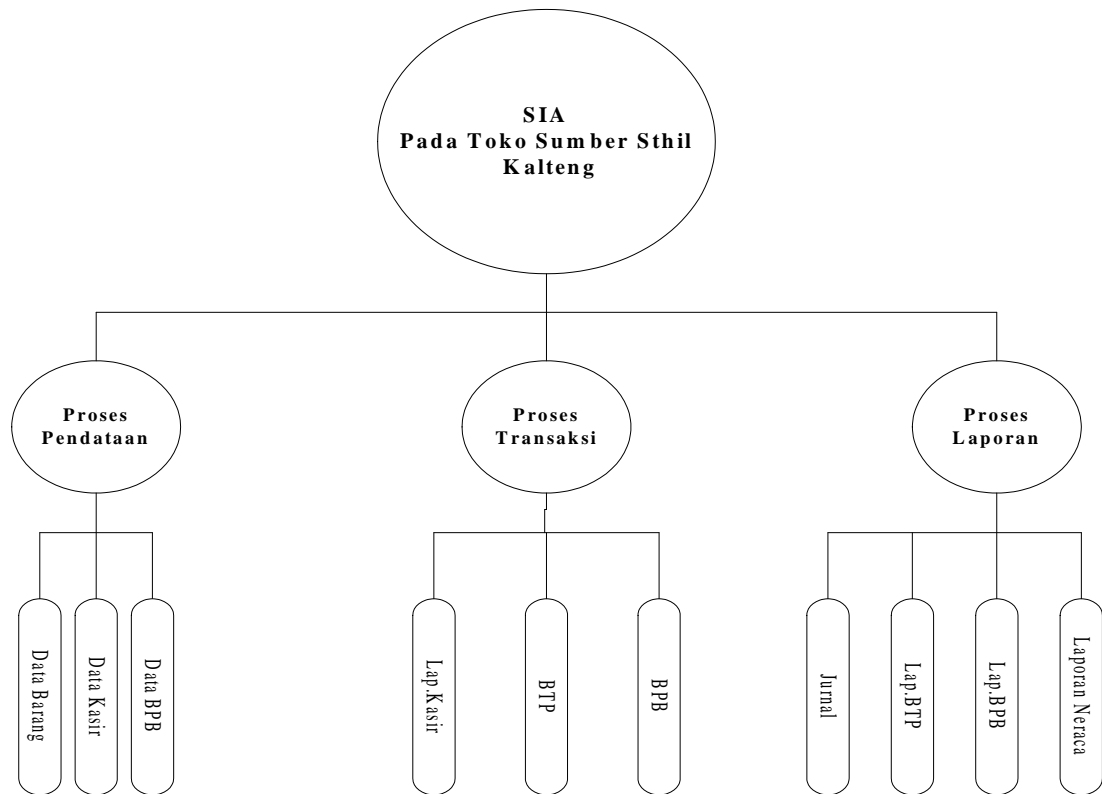 SIA
Pada Toko Sumber Sthil
Kalteng
Proses
Pendataan
Proses
Transaksi
Proses
Laporan
Data Barang
Data Kasir
Data BPB
Lap.Kasir
BTP
BPB
Jurnal
Lap.BTP
Lap.BPB
Laporan Neraca